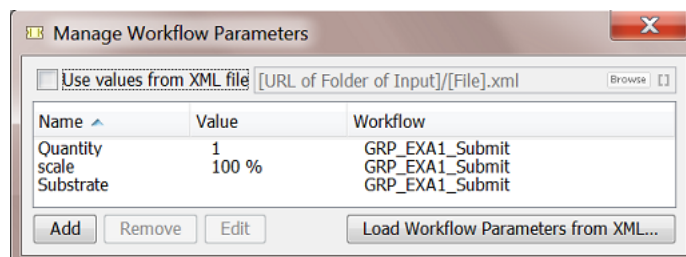 Manage Workflow Parameters
X
Use values from XML file [URL of Folder of Input]/[File].xml Browse []
Name Value Workflow
Quantity 1 GRP_EXA1_Submit
scale 100 % GRP_EXA1_Submit
Substrate GRP_EXA1_Submit
Add Remove Edit Load Workflow Parameters from XML...